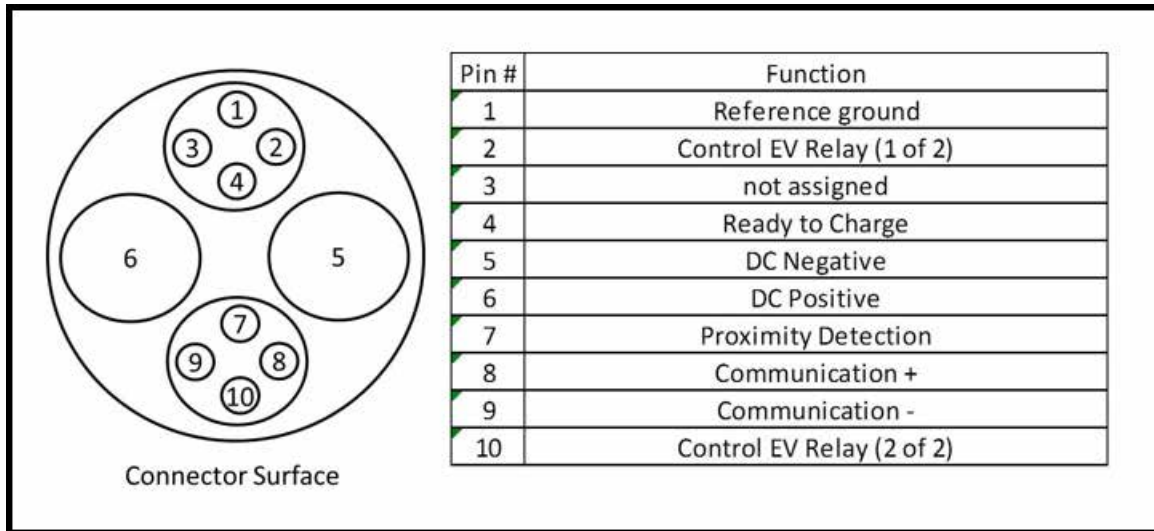 1
3 2
4
6 5
7
9 8
10
Connector Surface
Pin # Function
1 Reference ground
2 Control EV Relay (1 of 2)
3 not assigned
4 Ready to Charge
5 DC Negative
6 DC Positive
7 Proximity Detection
8 Communication +
9 Communication -
10 Control EV Relay (2 of 2)